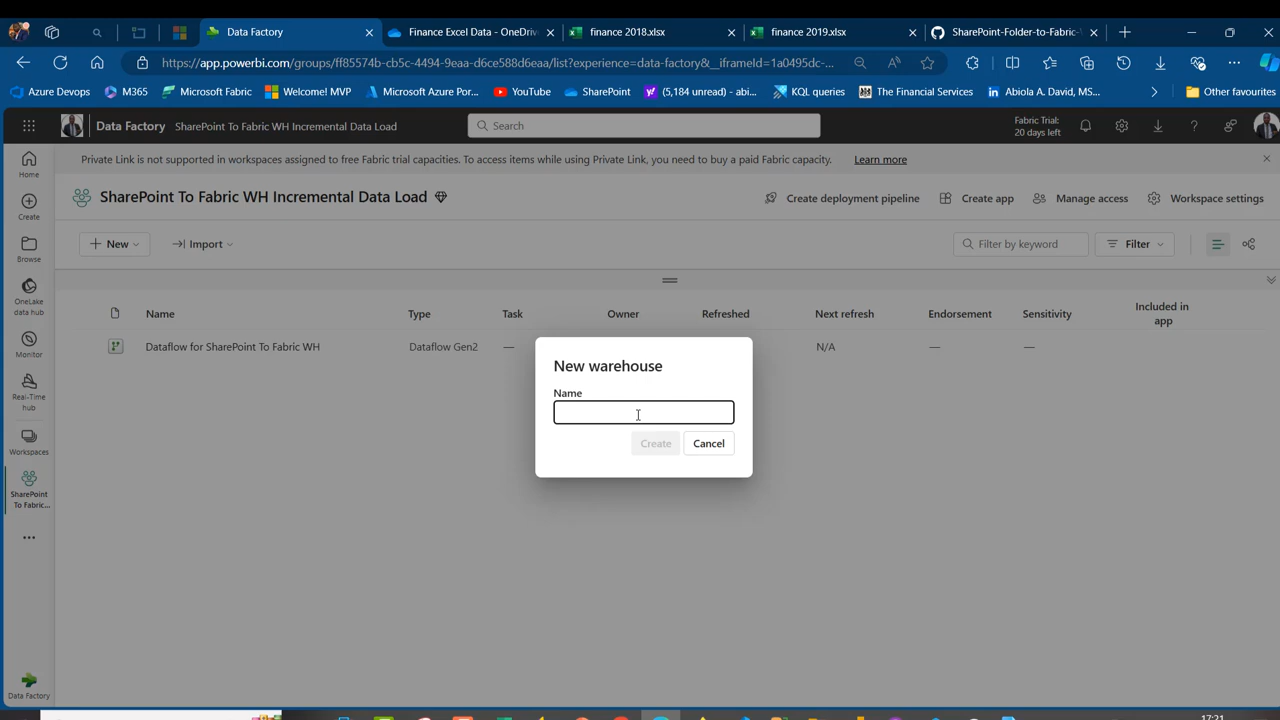 Data Factory
Finance Excel Data - OneDriv
finance 2018.xlsx
finance 2019.xlsx
SharePoint-Folder-to-Fabric-
https://app.powerbi.com/groups/ff85574b-cb5c-4494-9eaa-d6ce588d6eaa/list?experience=data-factory&__iframeId=1a0495dc-...
Azure Devops
M365
Microsoft Fabric
Welcome! MVP
Microsoft Azure Por...
YouTube
SharePoint
(5,184 unread) - abi...
KQL queries
The Financial Services
Abiola A. David, MS...
Other favourites
Data Factory
SharePoint To Fabric WH Incremental Data Load
Search
Fabric Trial:
20 days left
Private Link is not supported in workspaces assigned to free Fabric trial capacities. To access items while using Private Link, you need to buy a paid Fabric capacity.
Learn more
Home
Create
Browse
OneLake
data hub
Monitor
Real-Time
hub
Workspaces
SharePoint
To Fabric...
Data Factory
SharePoint To Fabric WH Incremental Data Load
Create deployment pipeline
Create app
Manage access
Workspace settings
New
Import
Filter by keyword
Filter
Name
Type
Task
Owner
Refreshed
Next refresh
Endorsement
Sensitivity
Included in
app
Dataflow for SharePoint To Fabric WH
Dataflow Gen2
—
N/A
—
—
New warehouse
Name
Create
Cancel
17:21